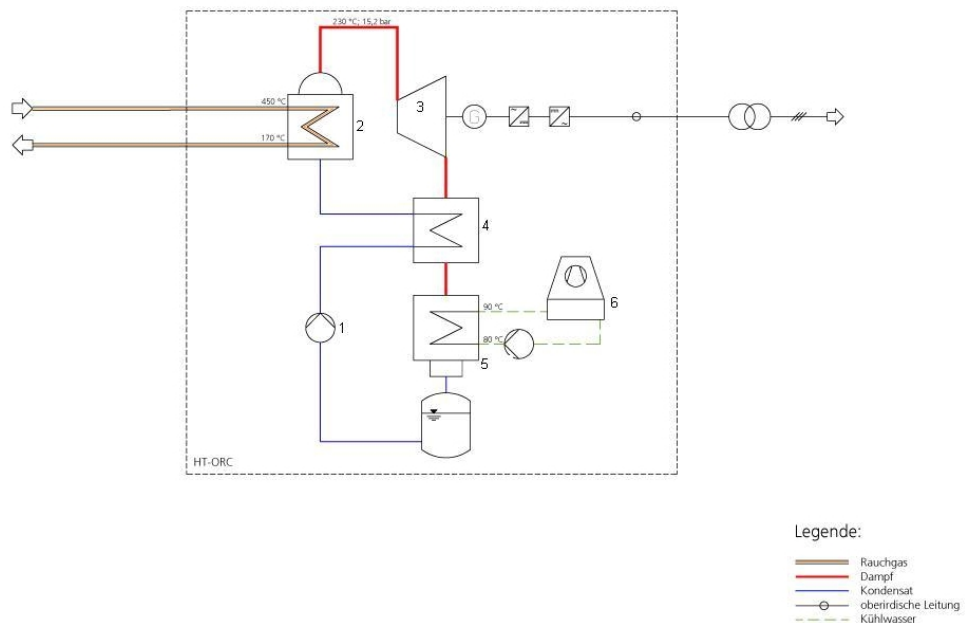 230 °C; 15,2 bar
450 °C
2
3
G
170 °C
4
90 °C
6
1
80 °C
5
HT-ORC
Legende:
Rauchgas
Dampf
Kondensat
oberirdische Leitung
Kühlwasser